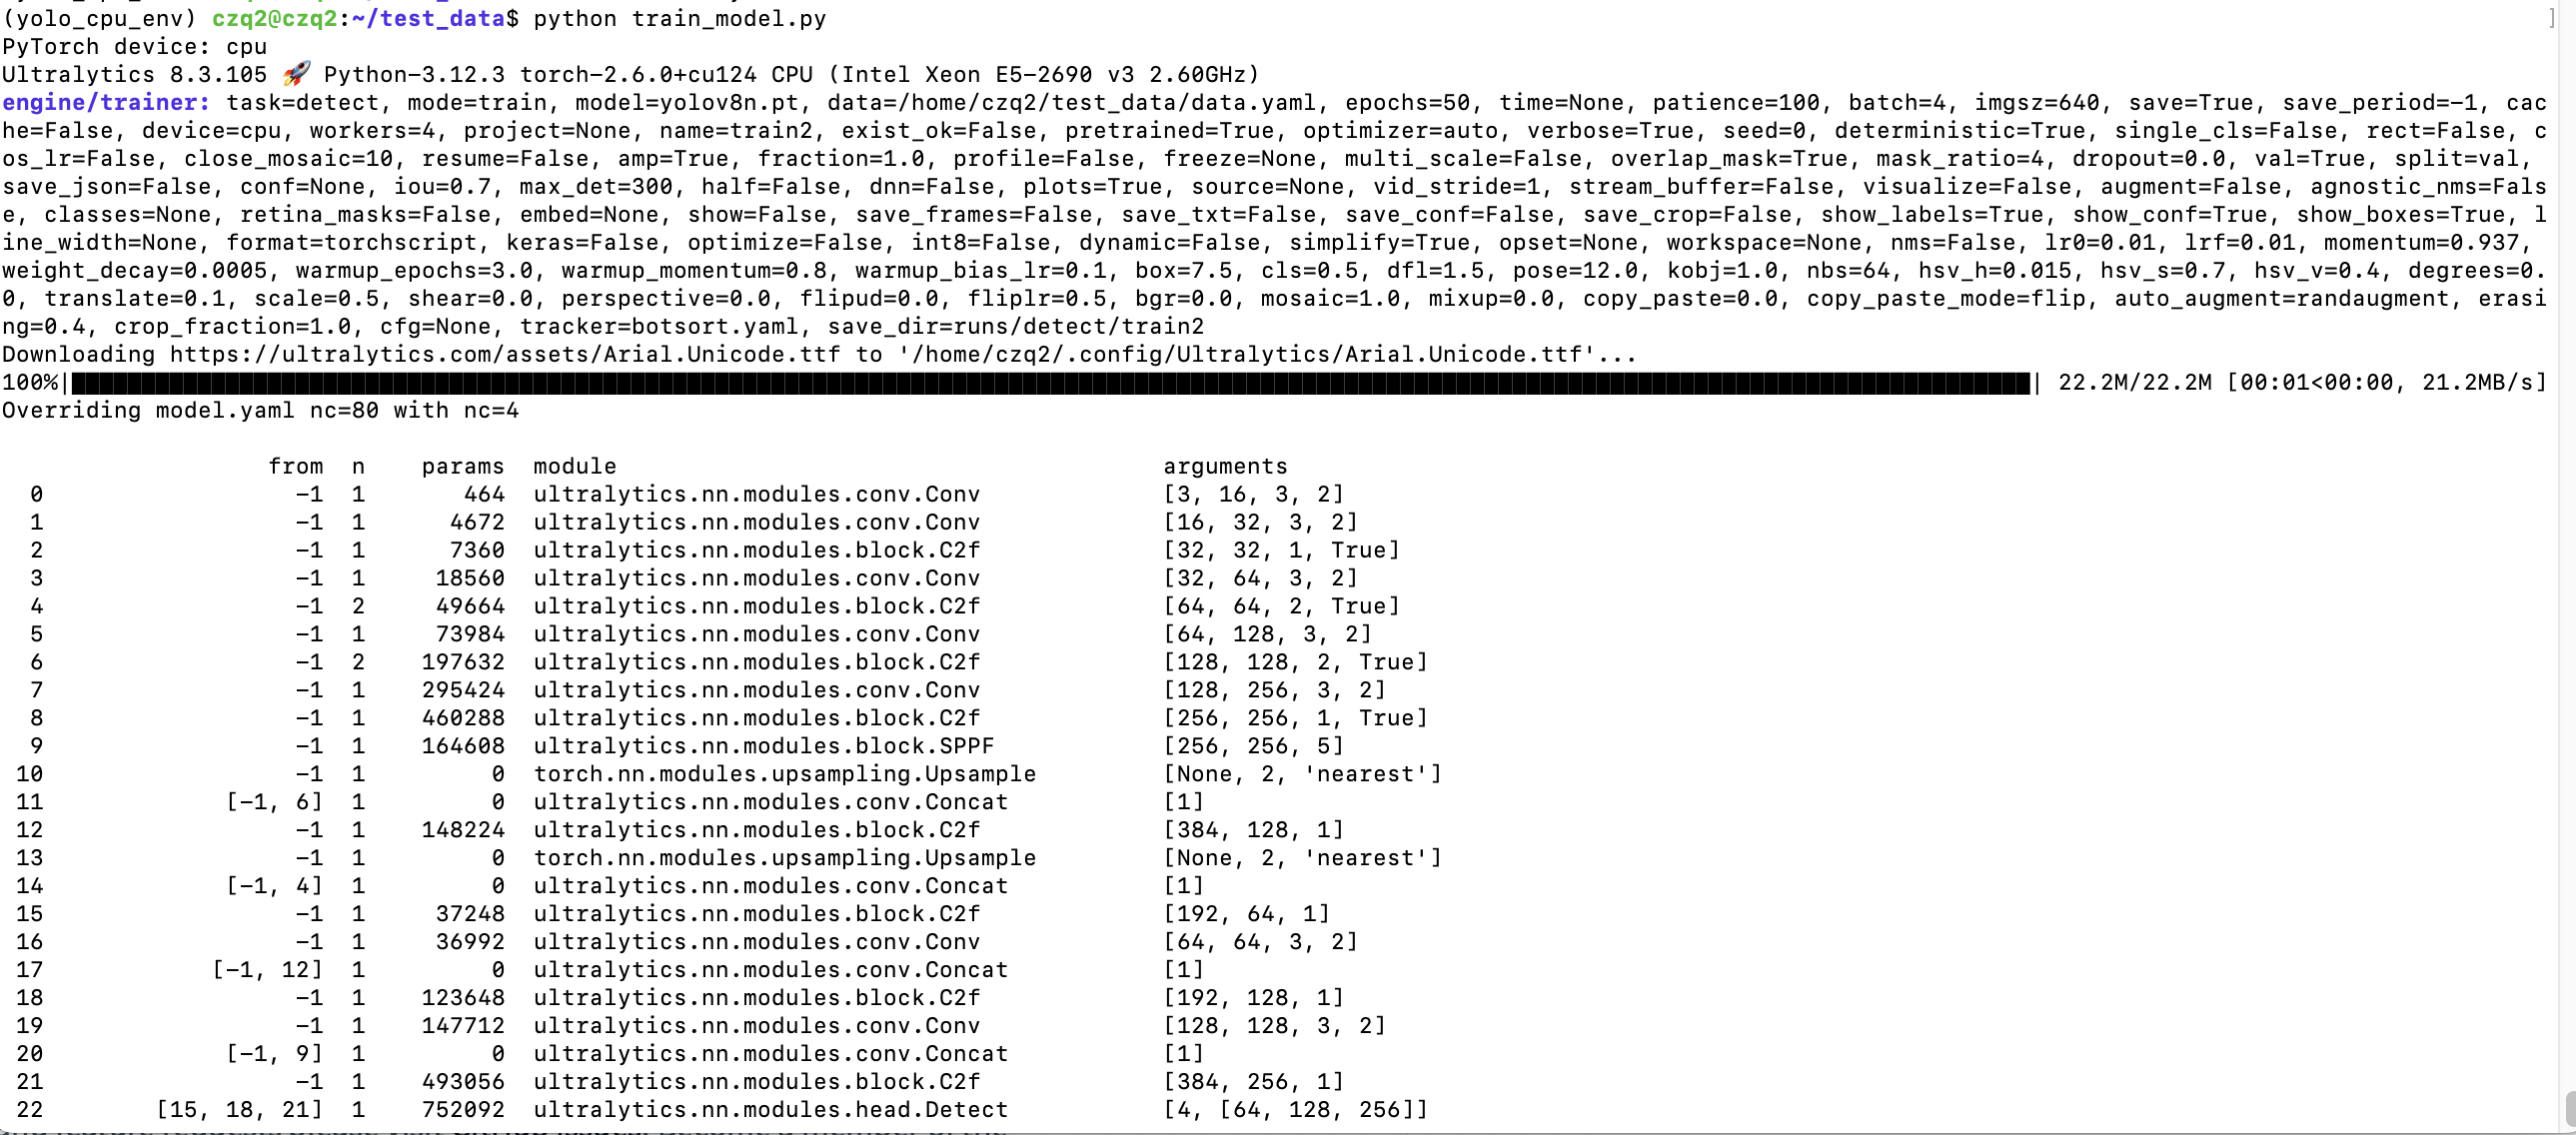 (yolo_cpu_env) czq2@czq2:~/test_data$ python train_model.py ]
PyTorch device: cpu
Ultralytics 8.3.105 🚀 Python-3.12.3 torch-2.6.0+cu124 CPU (Intel Xeon E5-2690 v3 2.60GHz)
engine/trainer: task=detect, mode=train, model=yolov8n.pt, data=/home/czq2/test_data/data.yaml, epochs=50, time=None, patience=100, batch=4, imgsz=640, save=True, save_period=-1, cac
he=False, device=cpu, workers=4, project=None, name=train2, exist_ok=False, pretrained=True, optimizer=auto, verbose=True, seed=0, deterministic=True, single_cls=False, rect=False, c
os_lr=False, close_mosaic=10, resume=False, amp=True, fraction=1.0, profile=False, freeze=None, multi_scale=False, overlap_mask=True, mask_ratio=4, dropout=0.0, val=True, split=val,
save_json=False, conf=None, iou=0.7, max_det=300, half=False, dnn=False, plots=True, source=None, vid_stride=1, stream_buffer=False, visualize=False, augment=False, agnostic_nms=Fals
e, classes=None, retina_masks=False, embed=None, show=False, save_frames=False, save_txt=False, save_conf=False, save_crop=False, show_labels=True, show_conf=True, show_boxes=True, l
ine_width=None, format=torchscript, keras=False, optimize=False, int8=False, dynamic=False, simplify=True, opset=None, workspace=None, nms=False, lr0=0.01, lrf=0.01, momentum=0.937,
weight_decay=0.0005, warmup_epochs=3.0, warmup_momentum=0.8, warmup_bias_lr=0.1, box=7.5, cls=0.5, dfl=1.5, pose=12.0, kobj=1.0, nbs=64, hsv_h=0.015, hsv_s=0.7, hsv_v=0.4, degrees=0.
0, translate=0.1, scale=0.5, shear=0.0, perspective=0.0, flipud=0.0, fliplr=0.5, bgr=0.0, mosaic=1.0, mixup=0.0, copy_paste=0.0, copy_paste_mode=flip, auto_augment=randaugment, erasi
ng=0.4, crop_fraction=1.0, cfg=None, tracker=botsort.yaml, save_dir=runs/detect/train2
Downloading https://ultralytics.com/assets/Arial.Unicode.ttf to '/home/czq2/.config/Ultralytics/Arial.Unicode.ttf'...
100%| | 22.2M/22.2M [00:01<00:00, 21.2MB/s]
Overriding model.yaml nc=80 with nc=4
from n params module arguments
0 -1 1 464 ultralytics.nn.modules.conv.Conv [3, 16, 3, 2]
1 -1 1 4672 ultralytics.nn.modules.conv.Conv [16, 32, 3, 2]
2 -1 1 7360 ultralytics.nn.modules.block.C2f [32, 32, 1, True]
3 -1 1 18560 ultralytics.nn.modules.conv.Conv [32, 64, 3, 2]
4 -1 2 49664 ultralytics.nn.modules.block.C2f [64, 64, 2, True]
5 -1 1 73984 ultralytics.nn.modules.conv.Conv [64, 128, 3, 2]
6 -1 2 197632 ultralytics.nn.modules.block.C2f [128, 128, 2, True]
7 -1 1 295424 ultralytics.nn.modules.conv.Conv [128, 256, 3, 2]
8 -1 1 460288 ultralytics.nn.modules.block.C2f [256, 256, 1, True]
9 -1 1 164608 ultralytics.nn.modules.block.SPPF [256, 256, 5]
10 -1 1 0 torch.nn.modules.upsampling.Upsample [None, 2, 'nearest']
11 [-1, 6] 1 0 ultralytics.nn.modules.conv.Concat [1]
12 -1 1 148224 ultralytics.nn.modules.block.C2f [384, 128, 1]
13 -1 1 0 torch.nn.modules.upsampling.Upsample [None, 2, 'nearest']
14 [-1, 4] 1 0 ultralytics.nn.modules.conv.Concat [1]
15 -1 1 37248 ultralytics.nn.modules.block.C2f [192, 64, 1]
16 -1 1 36992 ultralytics.nn.modules.conv.Conv [64, 64, 3, 2]
17 [-1, 12] 1 0 ultralytics.nn.modules.conv.Concat [1]
18 -1 1 123648 ultralytics.nn.modules.block.C2f [192, 128, 1]
19 -1 1 147712 ultralytics.nn.modules.conv.Conv [128, 128, 3, 2]
20 [-1, 9] 1 0 ultralytics.nn.modules.conv.Concat [1]
21 -1 1 493056 ultralytics.nn.modules.block.C2f [384, 256, 1]
22 [15, 18, 21] 1 752092 ultralytics.nn.modules.head.Detect [4, [64, 128, 256]]